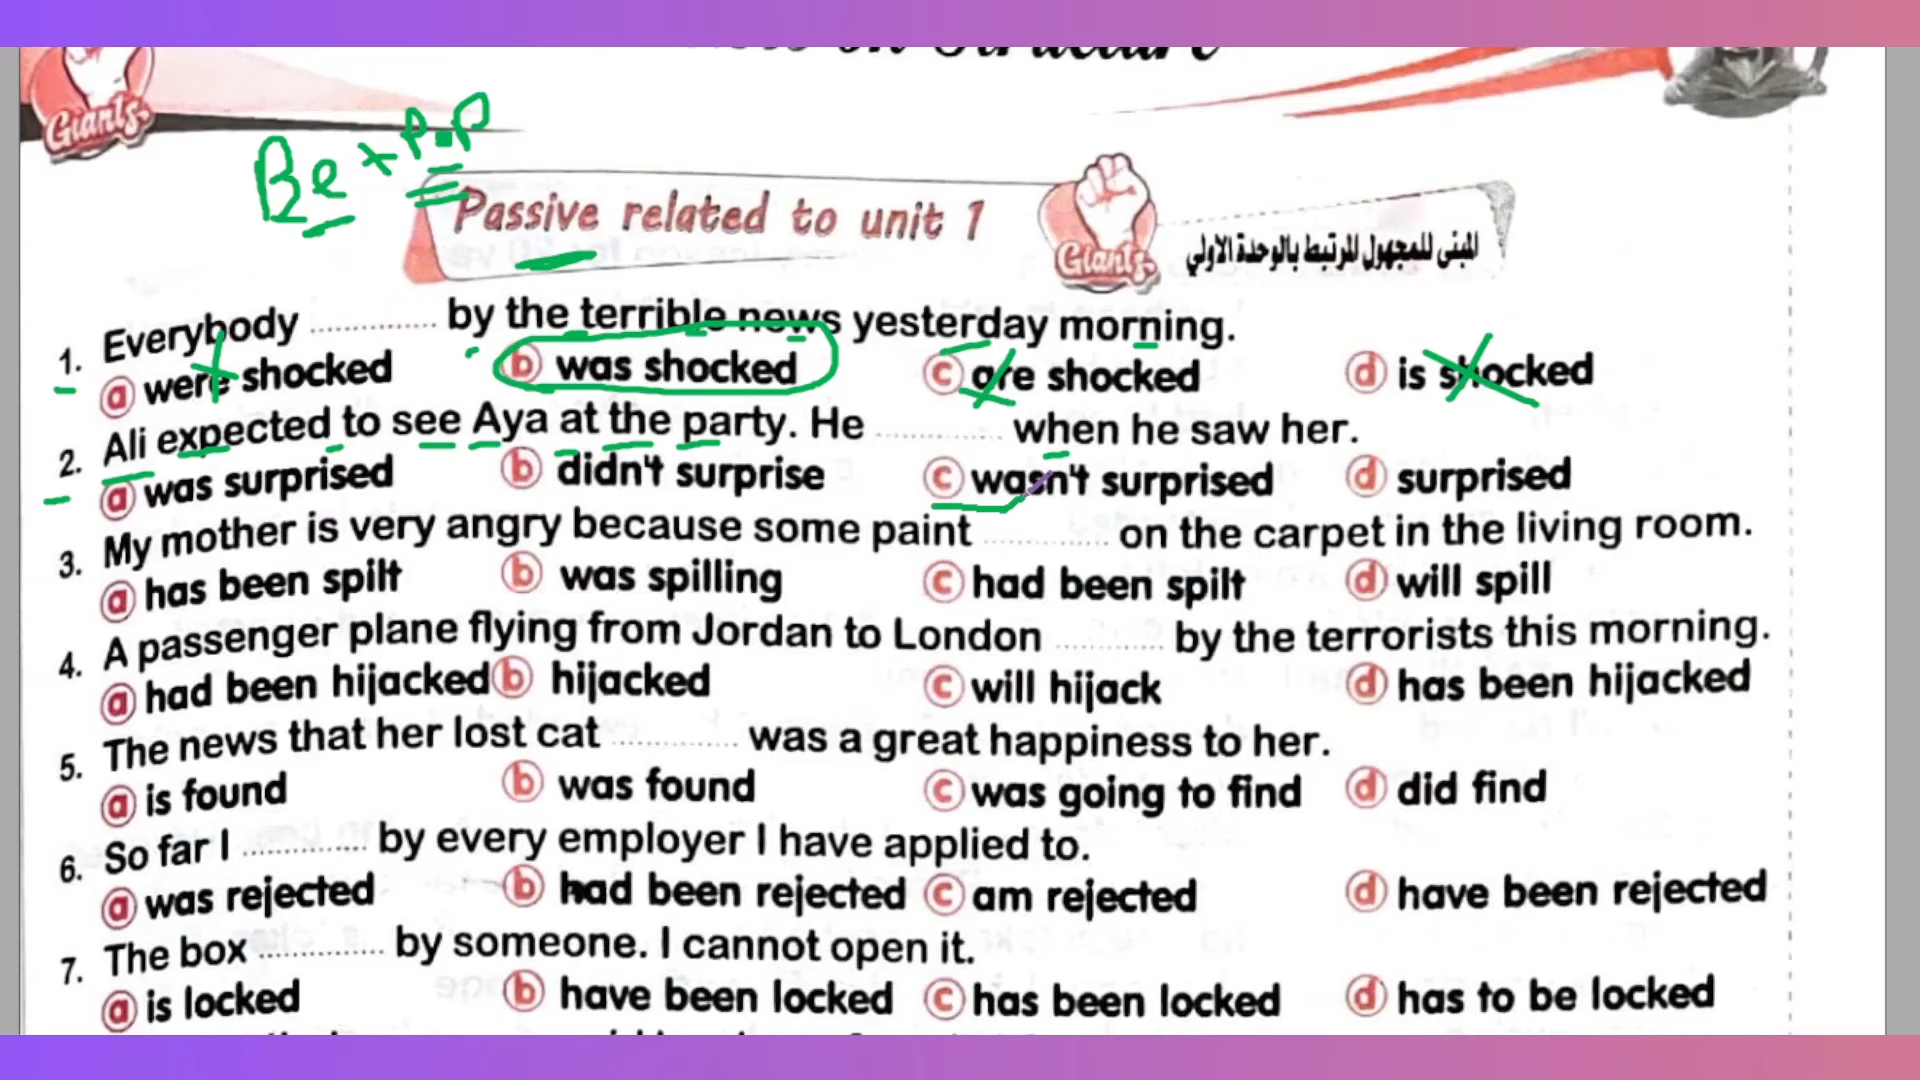 Giants
Be + P.P
Passive related to unit 1
Giants
المبنى للمجهول المرتبط بالوحدة الاولي
1. Everybody ............ by the terrible news yesterday morning.
a were shocked b was shocked c are shocked d is shocked
2. Ali expected to see Aya at the party. He ............ when he saw her.
a was surprised b didn't surprise c wasn't surprised d surprised
3. My mother is very angry because some paint ............ on the carpet in the living room.
a has been spilt b was spilling c had been spilt d will spill
4. A passenger plane flying from Jordan to London ............ by the terrorists this morning.
a had been hijacked b hijacked c will hijack d has been hijacked
5. The news that her lost cat ............ was a great happiness to her.
a is found b was found c was going to find d did find
6. So far I ............ by every employer I have applied to.
a was rejected b had been rejected c am rejected d have been rejected
7. The box ............ by someone. I cannot open it.
a is locked b have been locked c has been locked d has to be locked